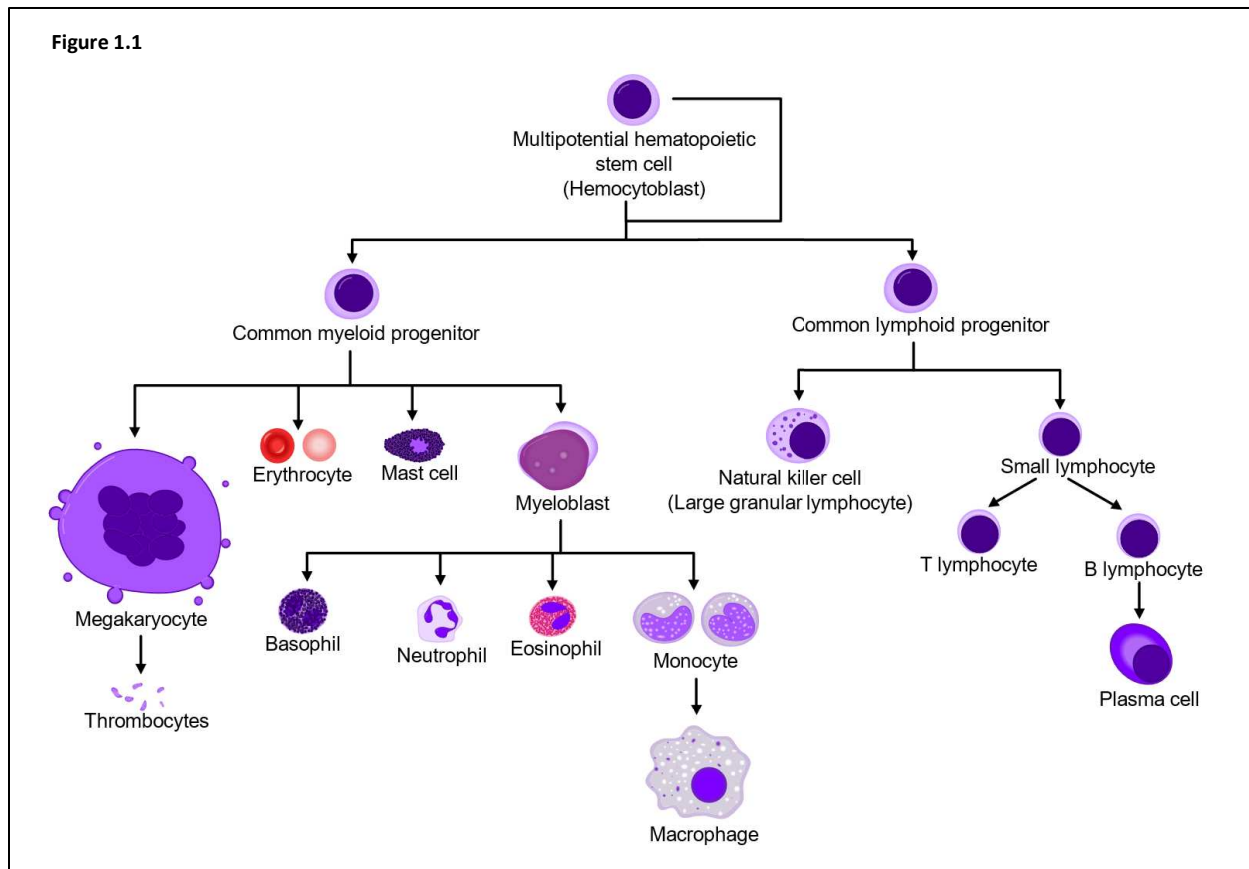 Figure 1.1
Multipotential hematopoietic
stem cell
(Hemocytoblast)
Common myeloid progenitor
Common lymphoid progenitor
Erythrocyte
Mast cell
Myeloblast
Natural killer cell
(Large granular lymphocyte)
Small lymphocyte
T lymphocyte
B lymphocyte
Megakaryocyte
Basophil
Neutrophil
Eosinophil
Monocyte
Plasma cell
Thrombocytes
Macrophage